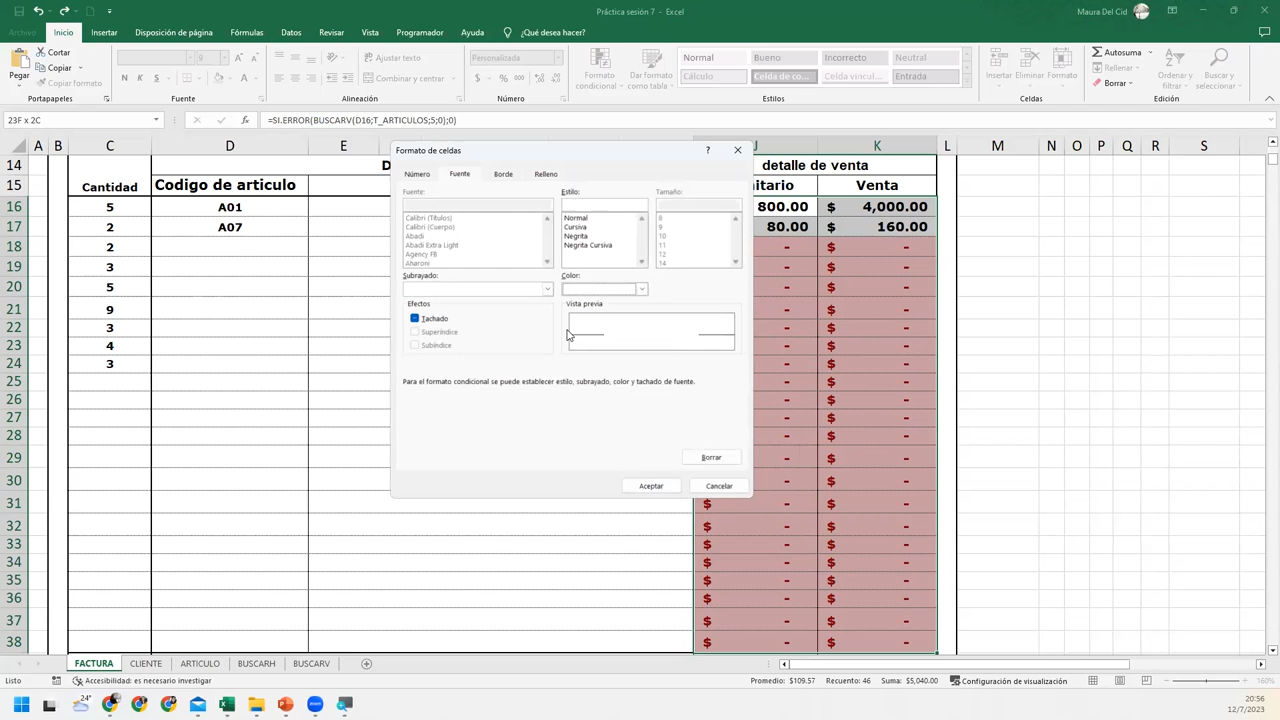 Práctica sesión 7 - Excel
Maura Del Cid
Archivo Inicio Insertar Disposición de página Fórmulas Datos Revisar Vista Programador Ayuda ¿Qué desea hacer?
Pegar
Cortar
Copiar
Copiar formato
Portapapeles
9
N K S
Fuente
Ajustar texto
Combinar y centrar
Alineación
Personalizada
$ % 000
Número
Formato condicional
Dar formato como tabla
Normal Bueno Incorrecto Neutral
Cálculo Celda de co... Celda vincul... Entrada
Estilos
Insertar Eliminar Formato
Celdas
Autosuma
Rellenar
Borrar
Ordenar y filtrar
Buscar y seleccionar
Edición
23F x 2C
fx
=SI.ERROR(BUSCARV(D16;T_ARTICULOS;5;0);0)
A B C D E J K L M N O P Q R S
14 D detalle de venta
15 Cantidad Codigo de articulo nitario Venta
16 5 A01 800.00 $ 4,000.00
17 2 A07 80.00 $ 160.00
18 2 - $ -
19 3 - $ -
20 5 - $ -
21 9 - $ -
22 3 - $ -
23 4 - $ -
24 3 - $ -
25 - $ -
26 - $ -
27 - $ -
28 - $ -
29 - $ -
30 - $ -
31 $ - $ -
32 $ - $ -
33 $ - $ -
34 $ - $ -
35 $ - $ -
36 $ - $ -
37 $ - $ -
38 $ - $ -
Formato de celdas
?
Número Fuente Borde Relleno
Fuente: Estilo: Tamaño:
Calibri (Títulos) Normal 8
Calibri (Cuerpo) Cursiva 9
Abadi Negrita 10
Abadi Extra Light Negrita Cursiva 11
Agency FB 12
Aharoni 14
Subrayado: Color:
Efectos
Vista previa
Tachado
Superíndice
Subíndice
Para el formato condicional se puede establecer estilo, subrayado, color y tachado de fuente.
Borrar
Aceptar Cancelar
FACTURA CLIENTE ARTICULO BUSCARH BUSCARV
Listo Accesibilidad: es necesario investigar Promedio: $109.57 Recuento: 46 Suma: $5,040.00 Configuración de visualización 160%
24°
20:56
12/7/2023